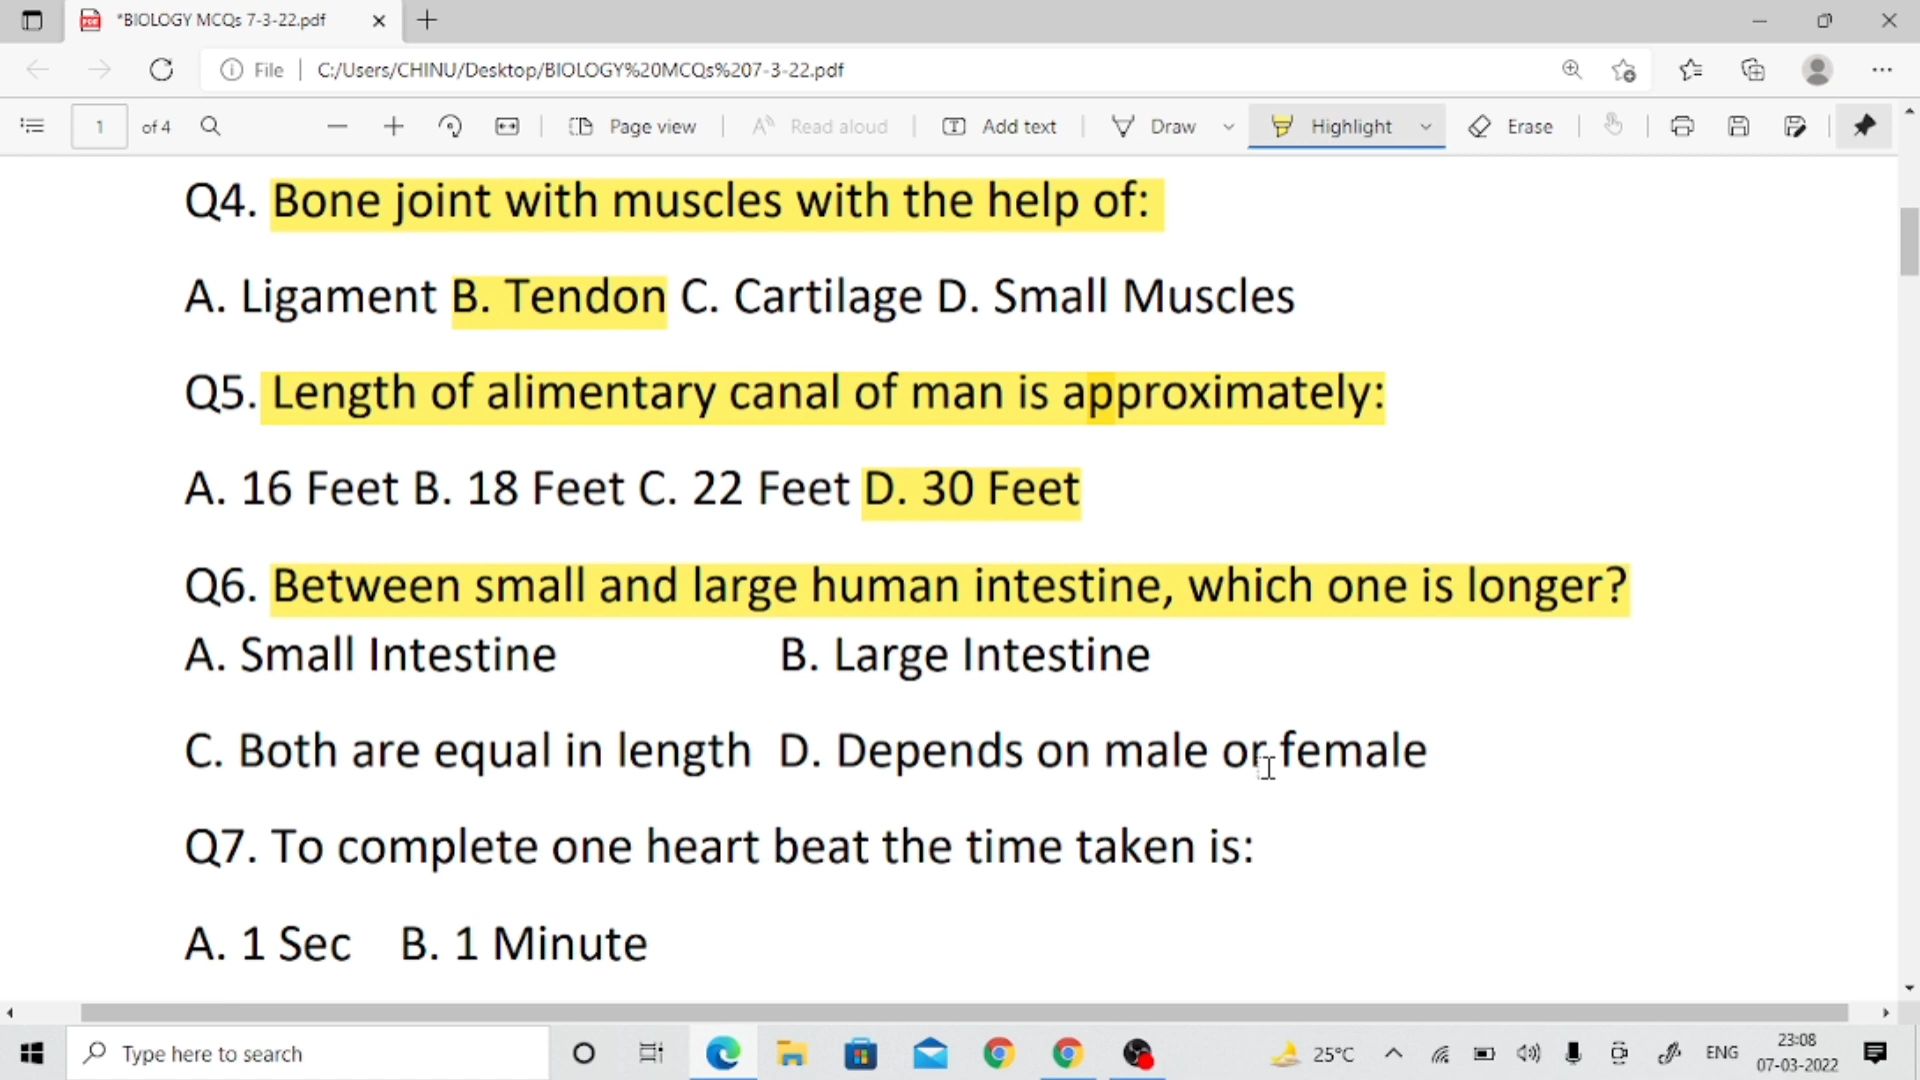 *BIOLOGY MCQs 7-3-22.pdf
File C:/Users/CHINU/Desktop/BIOLOGY%20MCQs%207-3-22.pdf
1 of 4 Page view Read aloud Add text Draw Highlight Erase
Q4. Bone joint with muscles with the help of:
A. Ligament B. Tendon C. Cartilage D. Small Muscles
Q5. Length of alimentary canal of man is approximately:
A. 16 Feet B. 18 Feet C. 22 Feet D. 30 Feet
Q6. Between small and large human intestine, which one is longer?
A. Small Intestine B. Large Intestine
C. Both are equal in length D. Depends on male or female
Q7. To complete one heart beat the time taken is:
A. 1 Sec B. 1 Minute
Type here to search 25°C ENG 23:08
07-03-2022